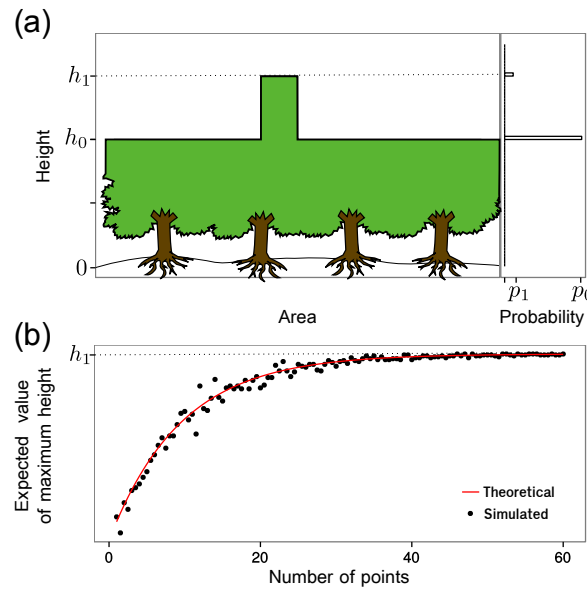 (a)
h₁
h₀
Height
0
p₁
p₀
Area
Probability
(b)
h₁
Expected value
of maximum height
Theoretical
Simulated
0
20
40
60
Number of points